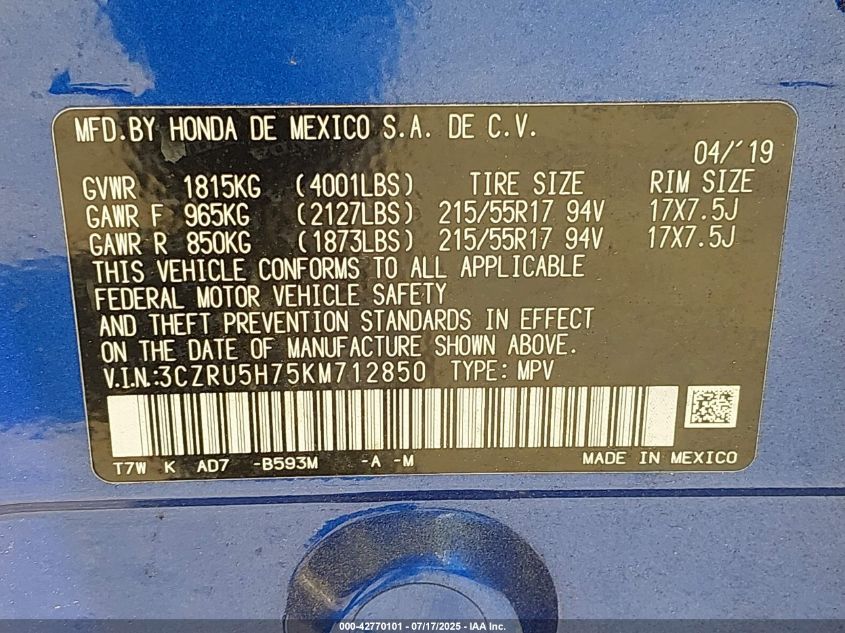 MFD.BY HONDA DE MEXICO S.A. DE C.V.
04/'19
GVWR 1815KG (4001LBS) TIRE SIZE RIM SIZE
GAWR F 965KG (2127LBS) 215/55R17 94V 17X7.5J
GAWR R 850KG (1873LBS) 215/55R17 94V 17X7.5J
THIS VEHICLE CONFORMS TO ALL APPLICABLE
FEDERAL MOTOR VEHICLE SAFETY
AND THEFT PREVENTION STANDARDS IN EFFECT
ON THE DATE OF MANUFACTURE SHOWN ABOVE.
V.I.N.:3CZRU5H75KM712850 TYPE: MPV
T7W K AD7 -B593M -A -M MADE IN MEXICO
000-42770101 - 07/17/2025 - IAA Inc.